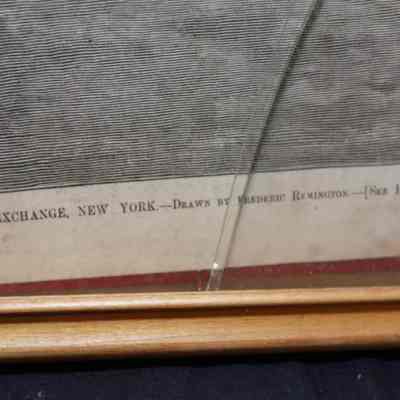 EXCHANGE, NEW YORK.—DRAWN BY FREDERIC REMINGTON.—[SEE